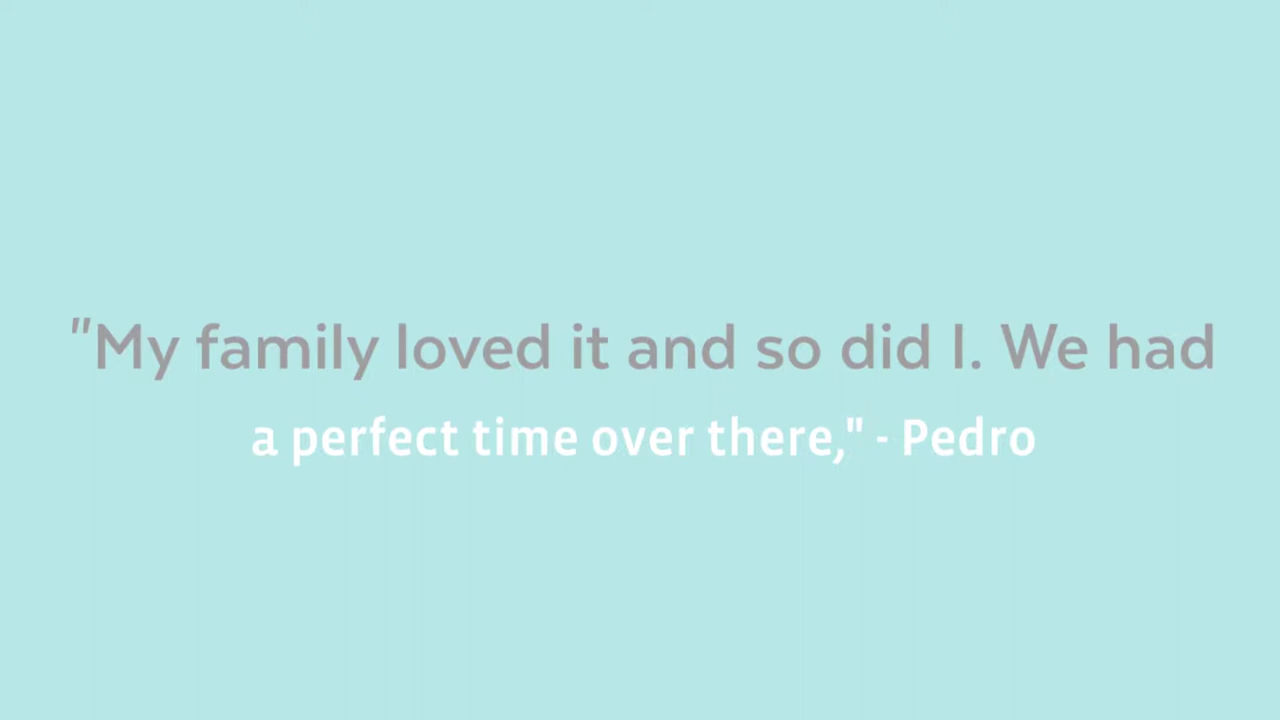 "My family loved it and so did I. We had
a perfect time over there," - Pedro